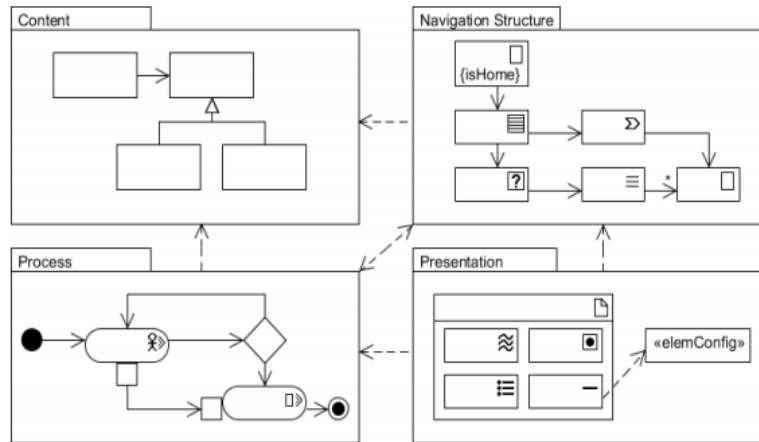 Content
Navigation Structure
{isHome}
?
*
Process
Presentation
«elemConfig»